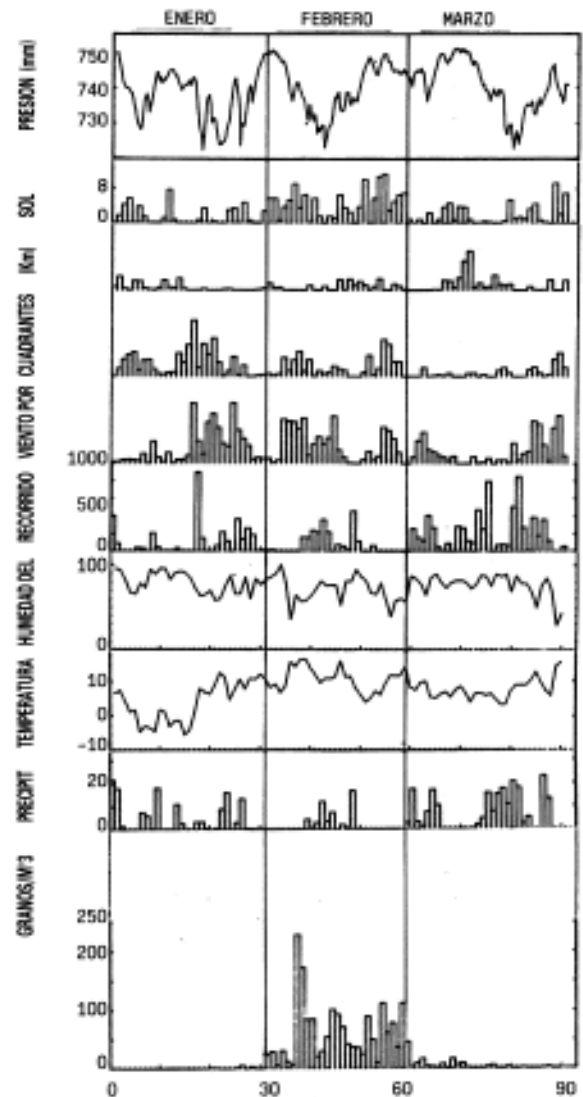 ENERO FEBRERO MARZO
PRESION (mm)
750
740
730
SOL
8
0
RECORRIDO DEL VIENTO POR CUADRANTES (Km)
1000
500
0
HUMEDAD
100
0
TEMPERATURA
10
0
-10
PRECIPIT
20
0
GRANOS/M^3
250
200
100
0
0 30 60 90